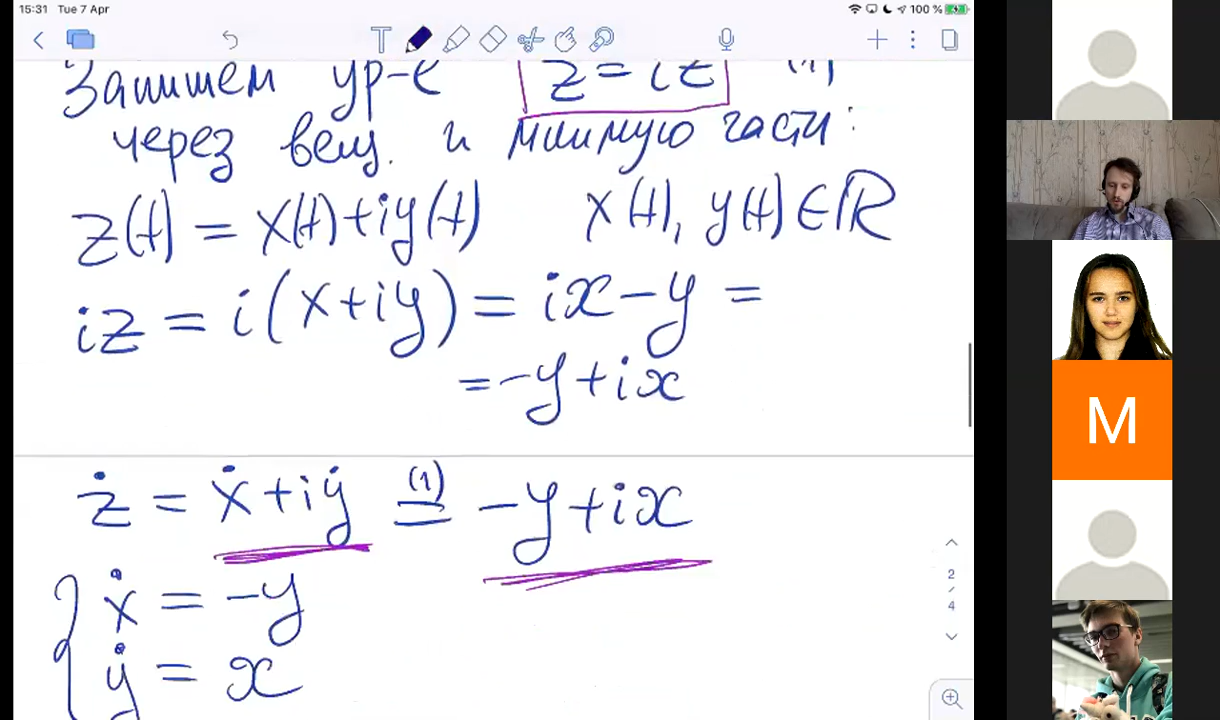 15:31 Tue 7 Apr
100 %
T
Запишем ур-е ż = iz (1)
через вещ. и мнимую части:
z(t) = x(t)+iy(t) x(t), y(t)∈ℝ
iz = i(x+iy) = ix-y =
= -y+ix
ż = ẋ+iẏ (1)= -y+ix
{ ẋ = -y
ẏ = x
2
/
4
M